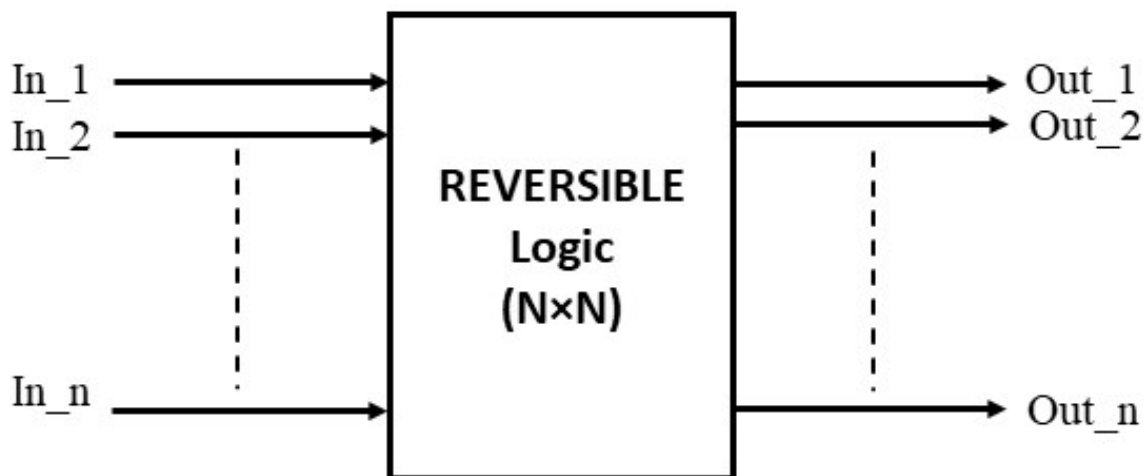 In_1
In_2
In_n
REVERSIBLE
Logic
(N×N)
Out_1
Out_2
Out_n